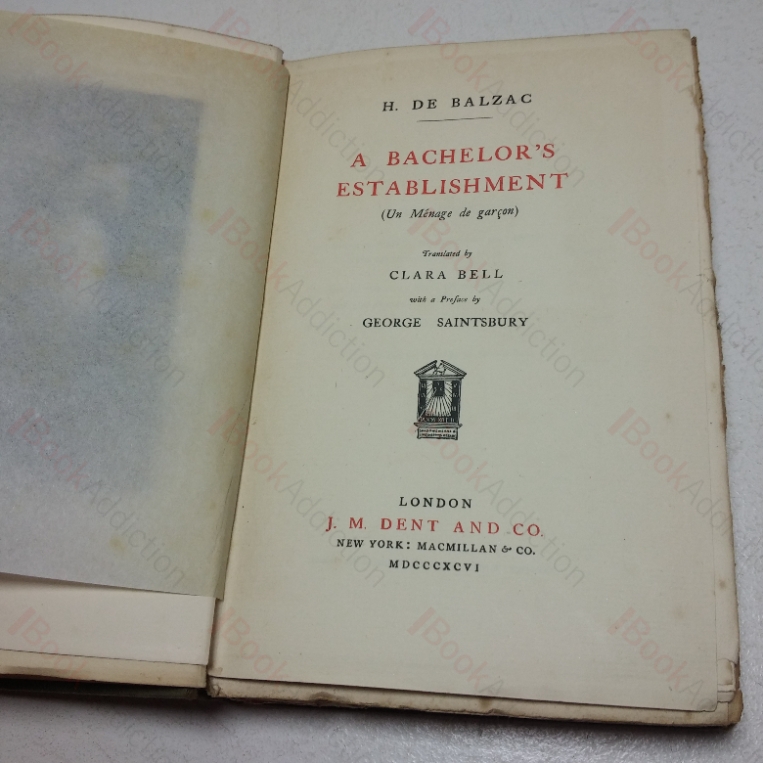 H. DE BALZAC
A BACHELOR'S
ESTABLISHMENT
(Un Ménage de garçon)
Translated by
CLARA BELL
with a Preface by
GEORGE SAINTSBURY
LONDON
J. M. DENT AND CO.
NEW YORK: MACMILLAN & CO.
MDCCCXCVI
BookAddiction